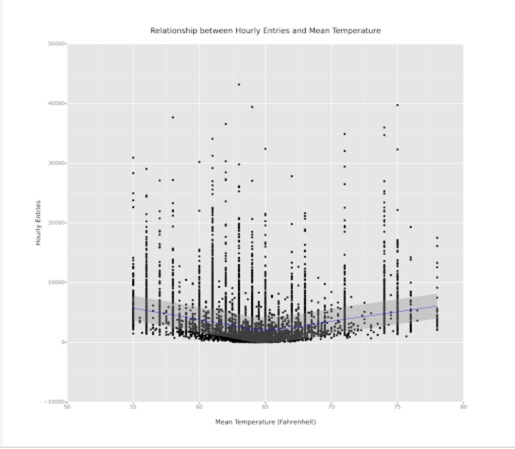 Relationship between Hourly Entries and Mean Temperature
50000
40000
30000
20000
10000
0
−10000
Hourly Entries
50 55 60 65 70 75 80
Mean Temperature (Fahrenheit)